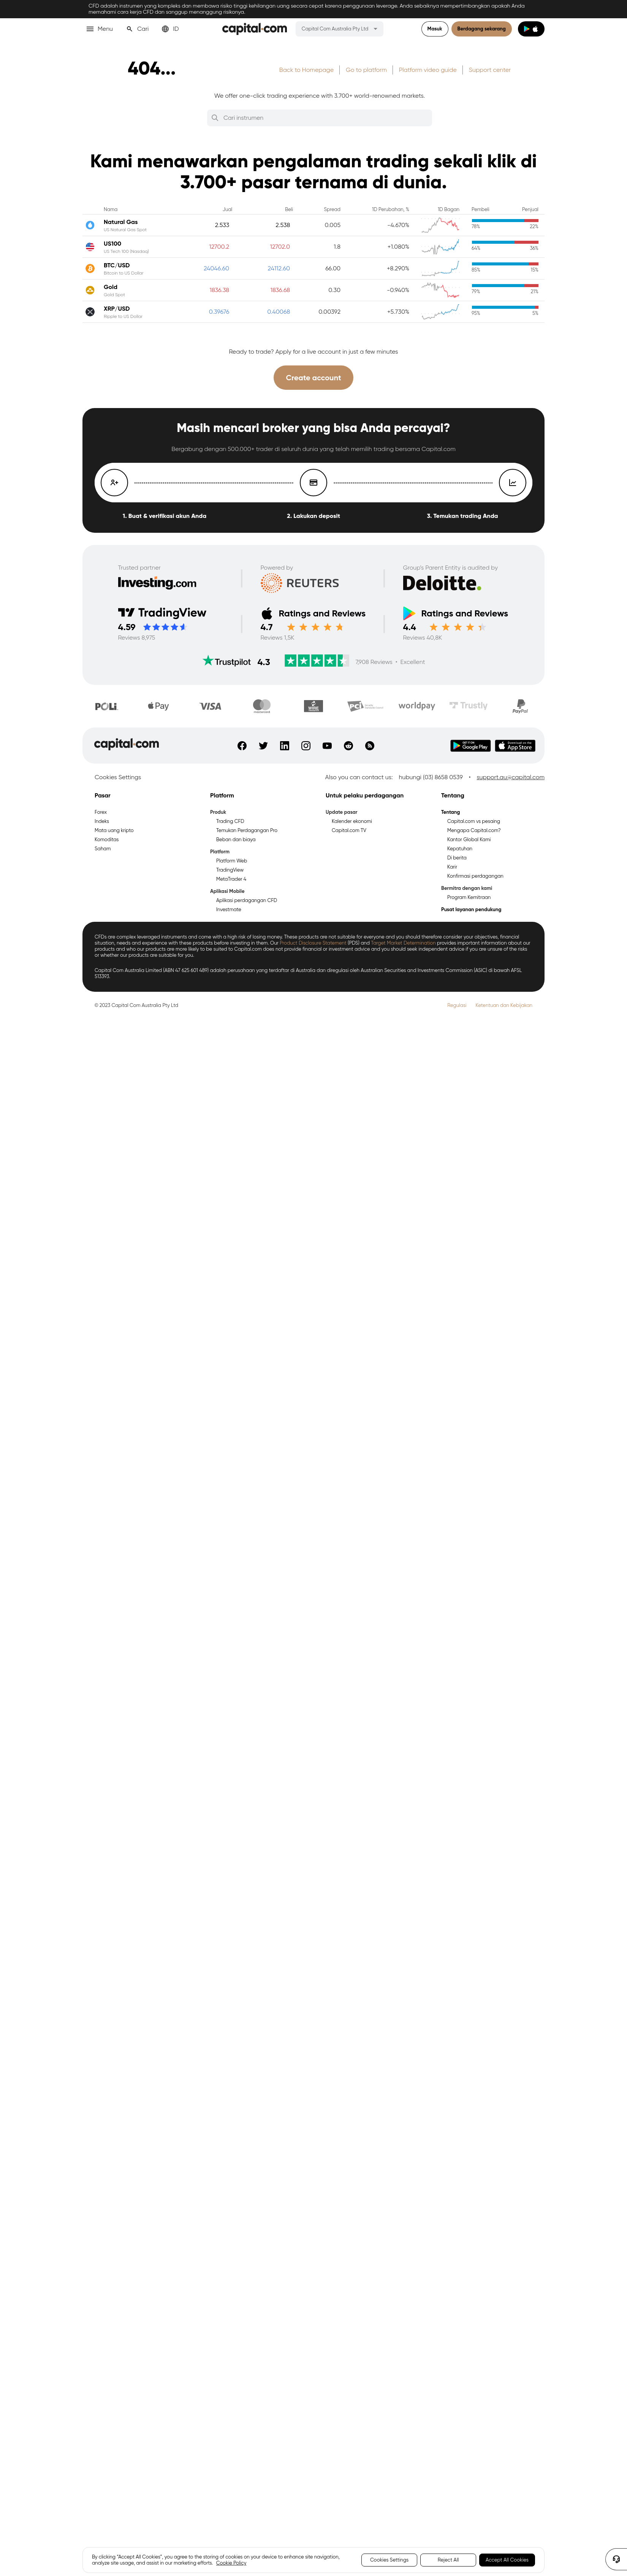 CFD adalah instrumen yang kompleks dan membawa risiko tinggi kehilangan uang secara cepat karena penggunaan leverage. Anda sebaiknya mempertimbangkan apakah Anda
memahami cara kerja CFD dan sanggup menanggung risikonya.
Menu Cari ID capital.com Capital Com Australia Pty Ltd Masuk Berdagang sekarang
404...
Back to Homepage Go to platform Platform video guide Support center
We offer one-click trading experience with 3.700+ world-renowned markets.
Cari instrumen
Kami menawarkan pengalaman trading sekali klik di
3.700+ pasar ternama di dunia.
Nama Jual Beli Spread 1D Perubahan, % 1D Bagan Pembeli Penjual
Natural Gas 2.533 2.538 0.005 -4.670% 78% 22%
US Natural Gas Spot
US100 12700.2 12702.0 1.8 +1.080% 64% 36%
US Tech 100 (Nasdaq)
BTC/USD 24046.60 24112.60 66.00 +8.290% 85% 15%
Bitcoin to US Dollar
Gold 1836.38 1836.68 0.30 -0.940% 79% 21%
Gold Spot
XRP/USD 0.39676 0.40068 0.00392 +5.730% 95% 5%
Ripple to US Dollar
Ready to trade? Apply for a live account in just a few minutes
Create account
Masih mencari broker yang bisa Anda percayai?
Bergabung dengan 500.000+ trader di seluruh dunia yang telah memilih trading bersama Capital.com
1. Buat & verifikasi akun Anda 2. Lakukan deposit 3. Temukan trading Anda
Trusted partner Powered by Group's Parent Entity is audited by
Investing.com REUTERS Deloitte.
TradingView Ratings and Reviews Ratings and Reviews
4.59 4.7 4.4
Reviews 8,975 Reviews 1,5K Reviews 40.8K
Trustpilot 4.3 7,908 Reviews • Excellent
POLi Pay VISA worldpay Trustly PayPal
capital.com GET IT ON Google Play Download on the App Store
Cookies Settings Also you can contact us: hubungi (03) 8658 0539 • support.au@capital.com
Pasar
Forex
Indeks
Mata uang kripto
Komoditas
Saham
Platform
Produk
Trading CFD
Temukan Perdagangan Pro
Beban dan biaya
Platform
Platform Web
TradingView
MetaTrader 4
Aplikasi Mobile
Aplikasi perdagangan CFD
Investmate
Untuk pelaku perdagangan
Update pasar
Kalender ekonomi
Capital.com TV
Tentang
Tentang
Capital.com vs pesaing
Mengapa Capital.com?
Kantor Global Kami
Kepatuhan
Di berita
Karir
Konfirmasi perdagangan
Bermitra dengan kami
Program Kemitraan
Pusat layanan pendukung
CFDs are complex leveraged instruments and come with a high risk of losing money. These products are not suitable for everyone and you should therefore consider your objectives, financial
situation, needs and experience with these products before investing in them. Our Product Disclosure Statement (PDS) and Target Market Determination provides important information about our
products and who our products are more likely to be suited to Capital.com does not provide financial or investment advice and you should seek independent advice if you are unsure of the risks
or whether our products are suitable for you.
Capital Com Australia Limited (ABN 47 625 601 489) adalah perusahaan yang terdaftar di Australia dan diregulasi oleh Australian Securities and Investments Commission (ASIC) di bawah AFSL
513393.
© 2023 Capital Com Australia Pty Ltd Regulasi Ketentuan dan Kebijakan
By clicking "Accept All Cookies", you agree to the storing of cookies on your device to enhance site navigation,
analyze site usage, and assist in our marketing efforts. Cookie Policy
Cookies Settings Reject All Accept All Cookies